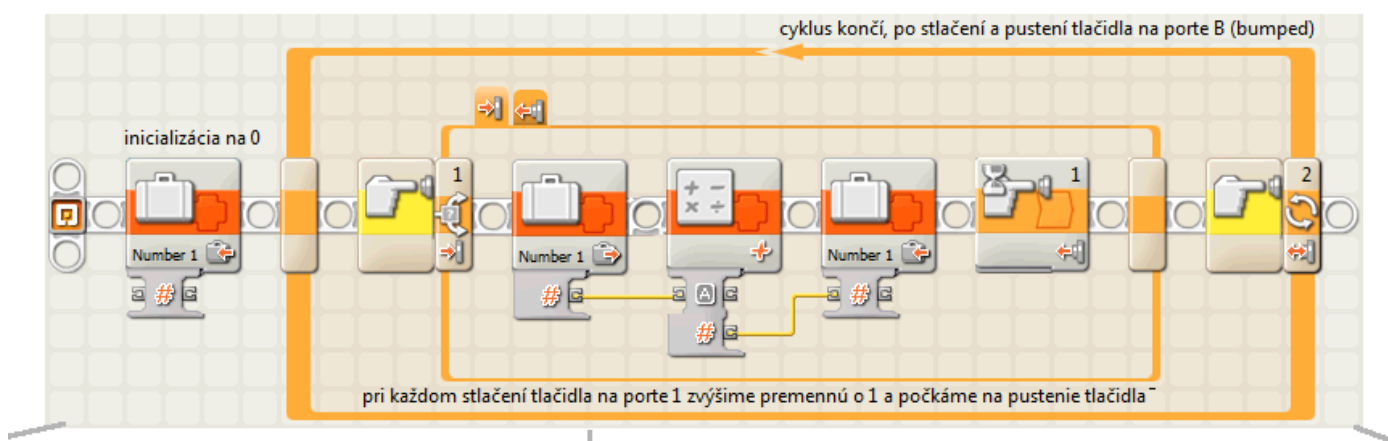 cyklus končí, po stlačení a pustení tlačidla na porte B (bumped)
inicializácia na 0
1
1
2
Number 1
Number 1
Number 1
#
#
A
#
#
pri každom stlačení tlačidla na porte 1 zvýšime premennú o 1 a počkáme na pustenie tlačidla